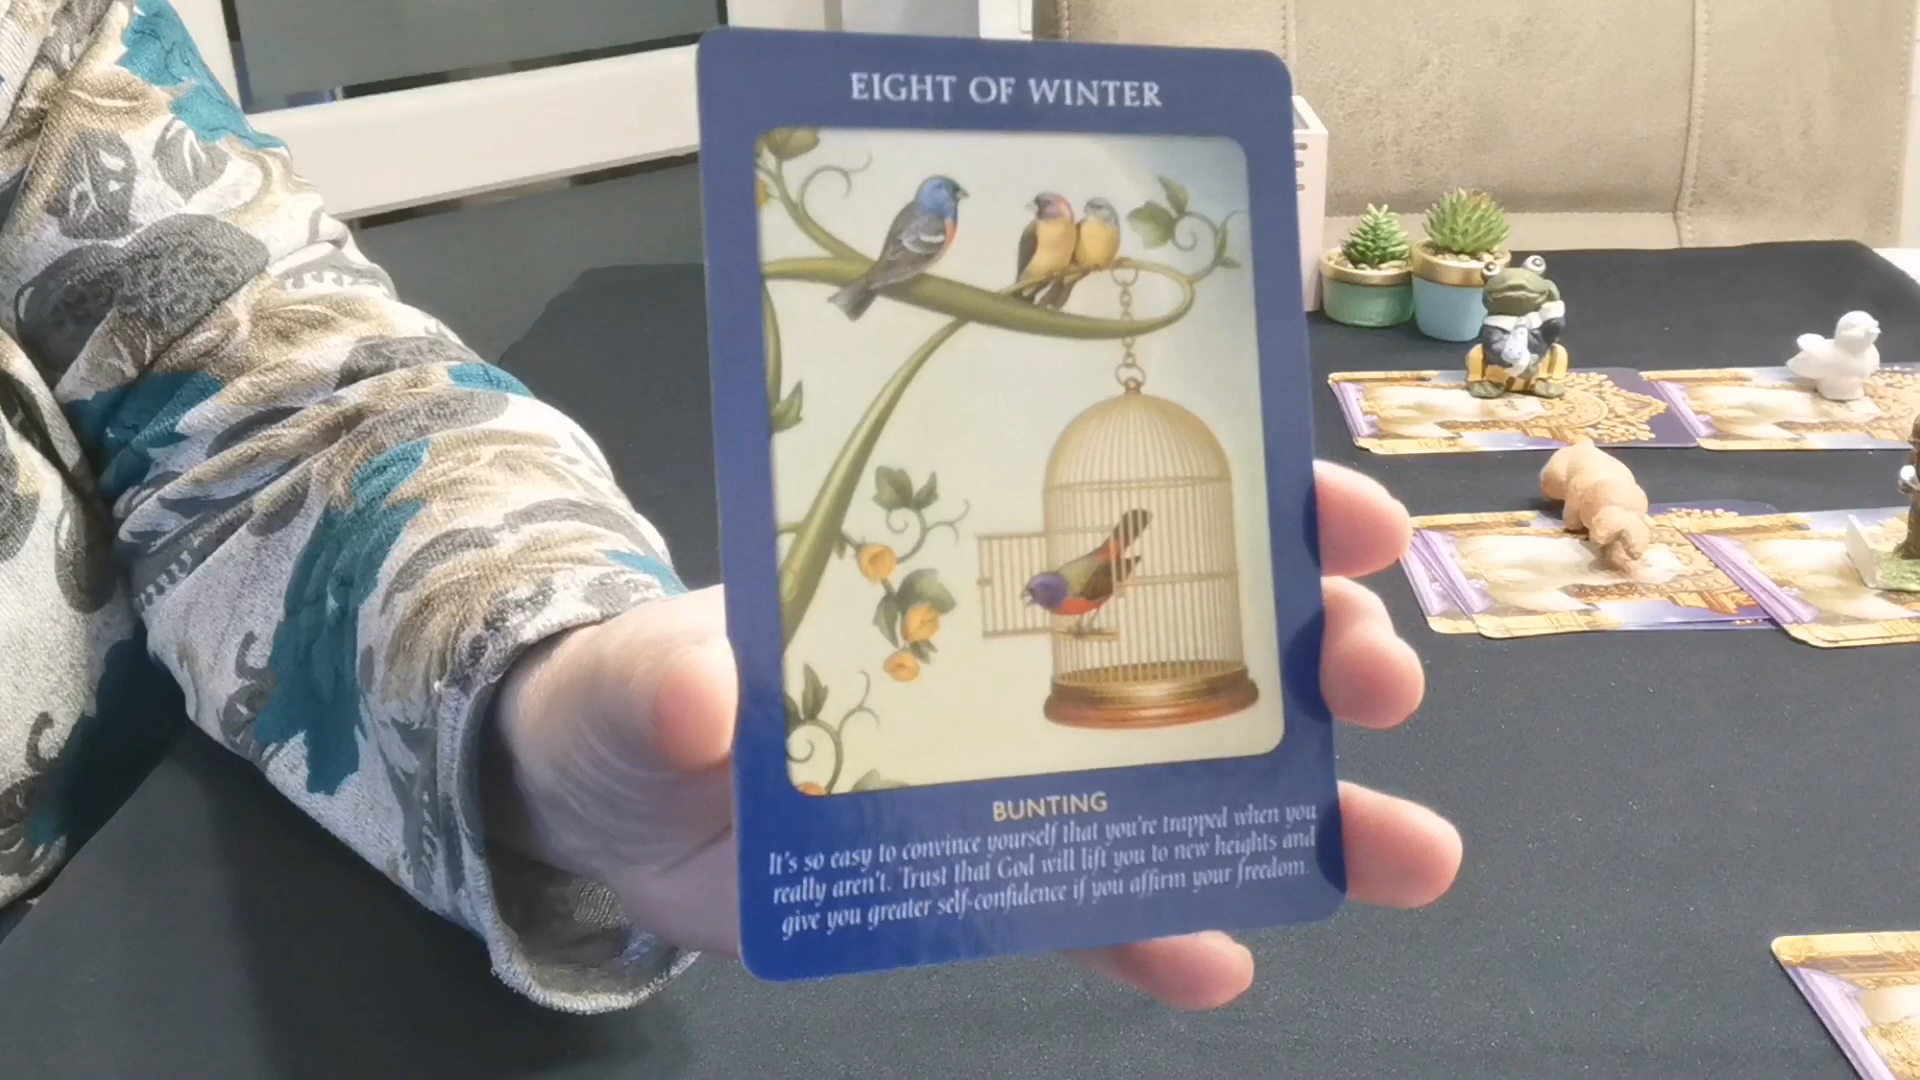 EIGHT OF WINTER
BUNTING
It's so easy to convince yourself that you're trapped when you
really aren't. Trust that God will lift you to new heights and
give you greater self-confidence if you affirm your freedom.